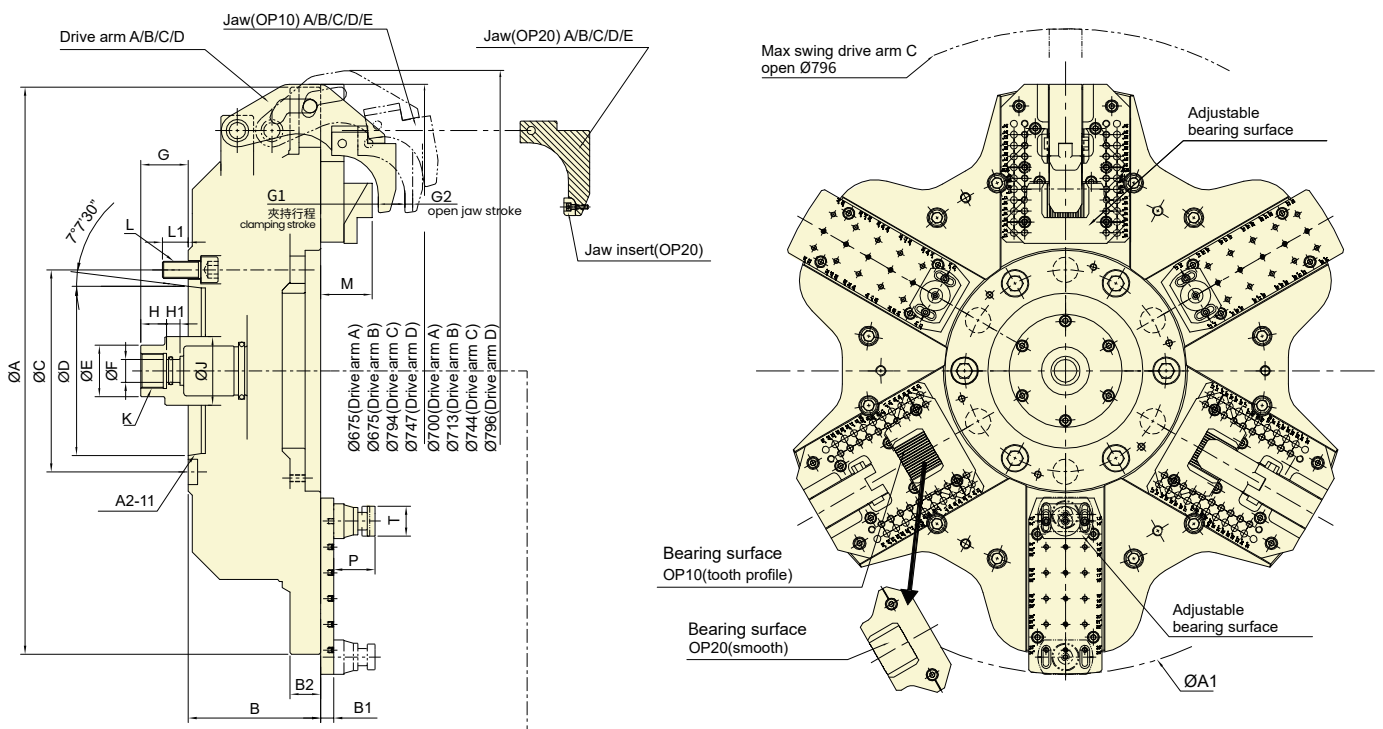 Jaw(OP10) A/B/C/D/E
Drive arm A/B/C/D
Jaw(OP20) A/B/C/D/E
Max swing drive arm C
open Ø796
Adjustable
bearing surface
G
G1
夾持行程
clamping stroke
G2
open jaw stroke
Jaw insert(OP20)
7°7'30"
L
L1
M
H
H1
ØA
ØC
ØD
ØE
ØF
ØJ
K
A2-11
Ø675(Drive arm A)
Ø675(Drive arm B)
Ø794(Drive arm C)
Ø747(Drive arm D)
Ø700(Drive arm A)
Ø713(Drive arm B)
Ø744(Drive arm C)
Ø796(Drive arm D)
T
P
B2
B
B1
Bearing surface
OP10(tooth profile)
Bearing surface
OP20(smooth)
Adjustable
bearing surface
ØA1